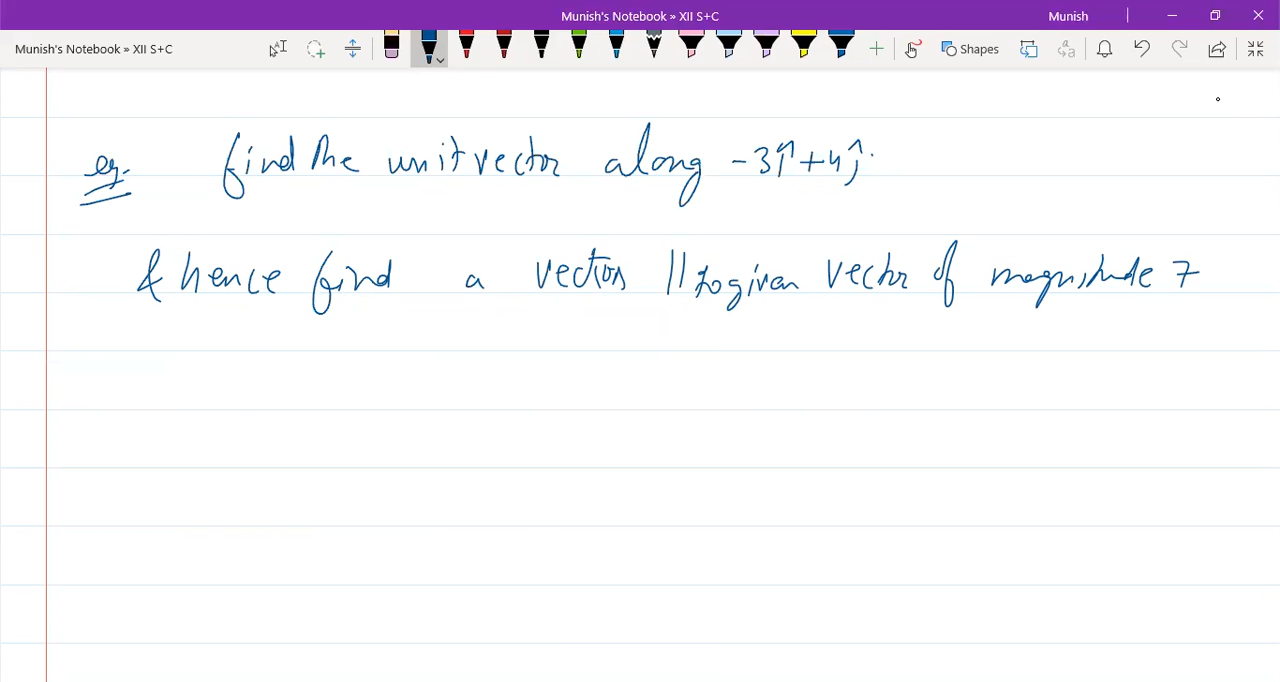 Munish's Notebook » XII S+C
Munish
Munish's Notebook » XII S+C
Shapes
eg. find the unit vector along -3î+4ĵ.
& hence find a vector || to given vector of magnitude 7